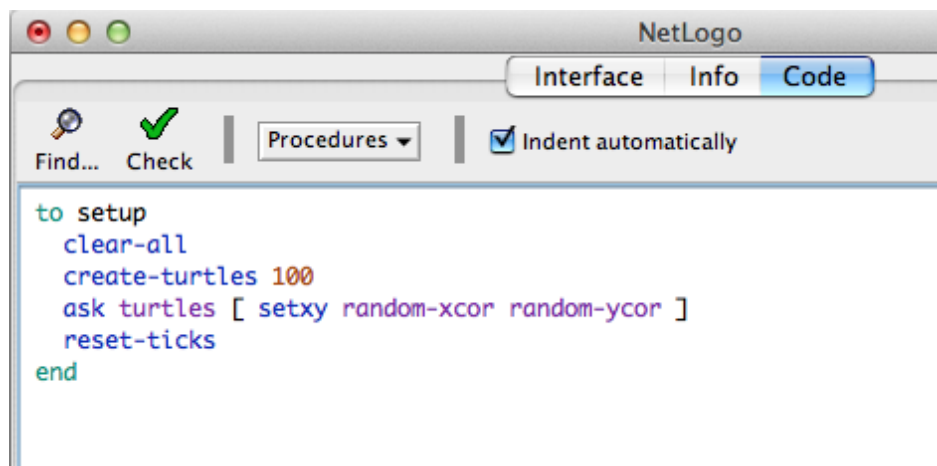 NetLogo
Interface Info Code
Find... Check Procedures Indent automatically
to setup
  clear-all
  create-turtles 100
  ask turtles [ setxy random-xcor random-ycor ]
  reset-ticks
end